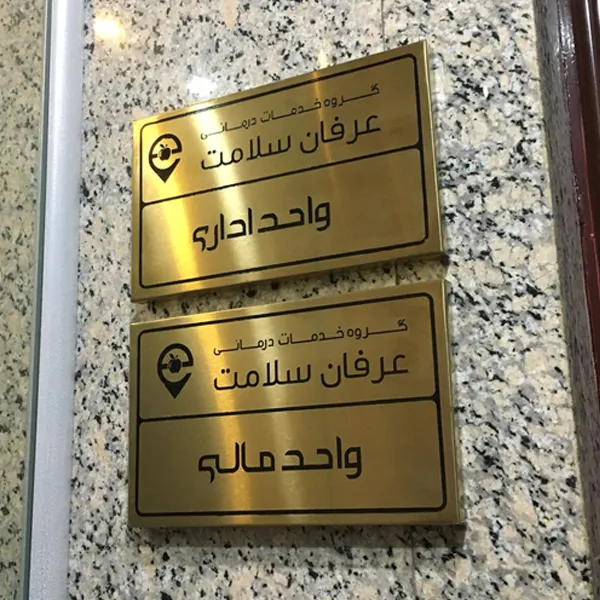 گروه خدمات درمانی
عرفان سلامت
واحد اداری
گروه خدمات درمانی
عرفان سلامت
واحد مالی